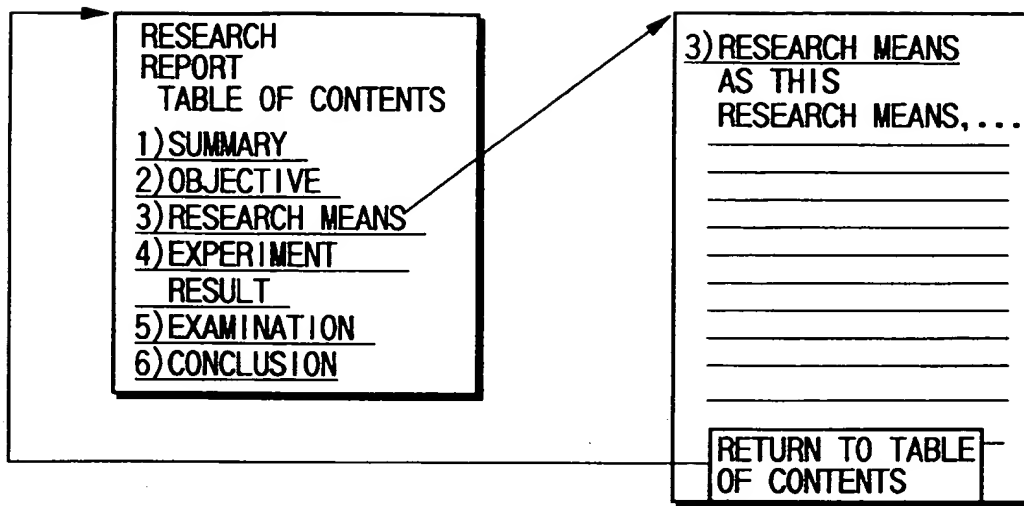 RESEARCH
REPORT
TABLE OF CONTENTS
1)SUMMARY
2)OBJECTIVE
3)RESEARCH MEANS
4)EXPERIMENT
RESULT
5)EXAMINATION
6)CONCLUSION
3)RESEARCH MEANS
AS THIS
RESEARCH MEANS,....
RETURN TO TABLE
OF CONTENTS